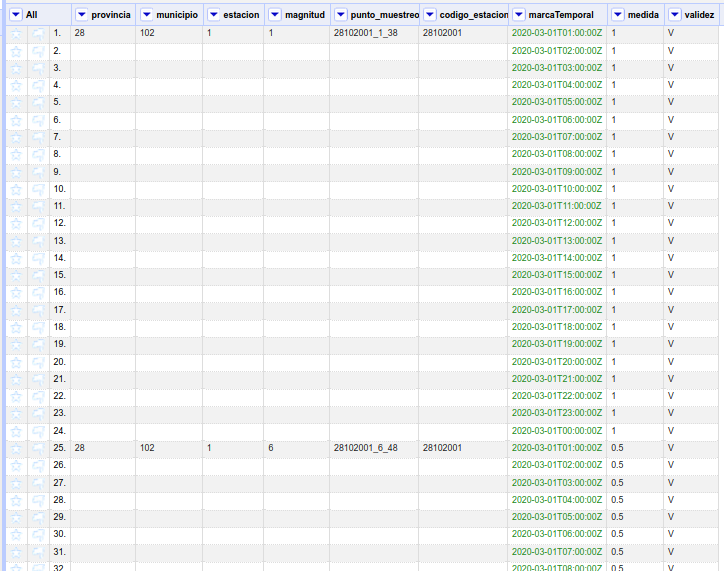 All provincia municipio estacion magnitud punto_muestreo codigo_estacion marcaTemporal medida validez
1. 28 102 1 1 28102001_1_38 28102001 2020-03-01T01:00:00Z 1 V
2. 2020-03-01T02:00:00Z 1 V
3. 2020-03-01T03:00:00Z 1 V
4. 2020-03-01T04:00:00Z 1 V
5. 2020-03-01T05:00:00Z 1 V
6. 2020-03-01T06:00:00Z 1 V
7. 2020-03-01T07:00:00Z 1 V
8. 2020-03-01T08:00:00Z 1 V
9. 2020-03-01T09:00:00Z 1 V
10. 2020-03-01T10:00:00Z 1 V
11. 2020-03-01T11:00:00Z 1 V
12. 2020-03-01T12:00:00Z 1 V
13. 2020-03-01T13:00:00Z 1 V
14. 2020-03-01T14:00:00Z 1 V
15. 2020-03-01T15:00:00Z 1 V
16. 2020-03-01T16:00:00Z 1 V
17. 2020-03-01T17:00:00Z 1 V
18. 2020-03-01T18:00:00Z 1 V
19. 2020-03-01T19:00:00Z 1 V
20. 2020-03-01T20:00:00Z 1 V
21. 2020-03-01T21:00:00Z 1 V
22. 2020-03-01T22:00:00Z 1 V
23. 2020-03-01T23:00:00Z 1 V
24. 2020-03-01T00:00:00Z 1 V
25. 28 102 1 6 28102001_6_48 28102001 2020-03-01T01:00:00Z 0.5 V
26. 2020-03-01T02:00:00Z 0.5 V
27. 2020-03-01T03:00:00Z 0.5 V
28. 2020-03-01T04:00:00Z 0.5 V
29. 2020-03-01T05:00:00Z 0.5 V
30. 2020-03-01T06:00:00Z 0.5 V
31. 2020-03-01T07:00:00Z 0.5 V
32. 2020-03-01T08:00:00Z 0.5 V